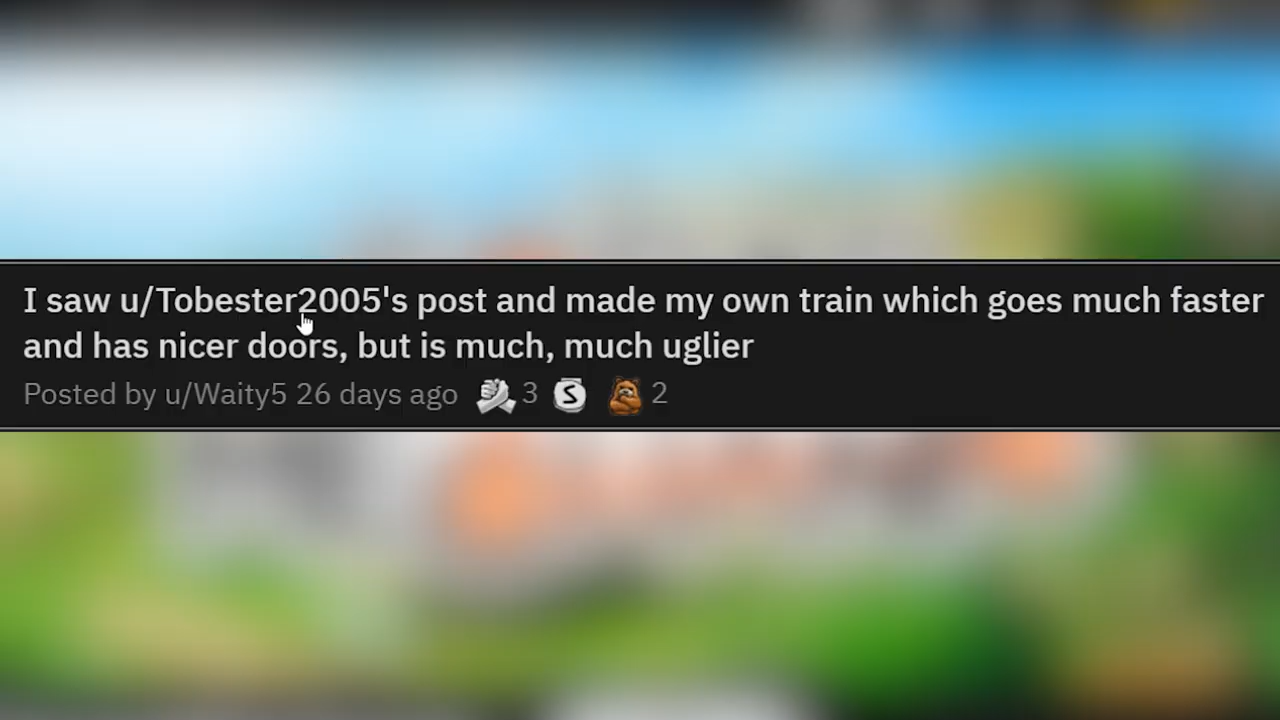 I saw u/Tobester2005's post and made my own train which goes much faster
and has nicer doors, but is much, much uglier
Posted by u/Waity5 26 days ago 3 S 2